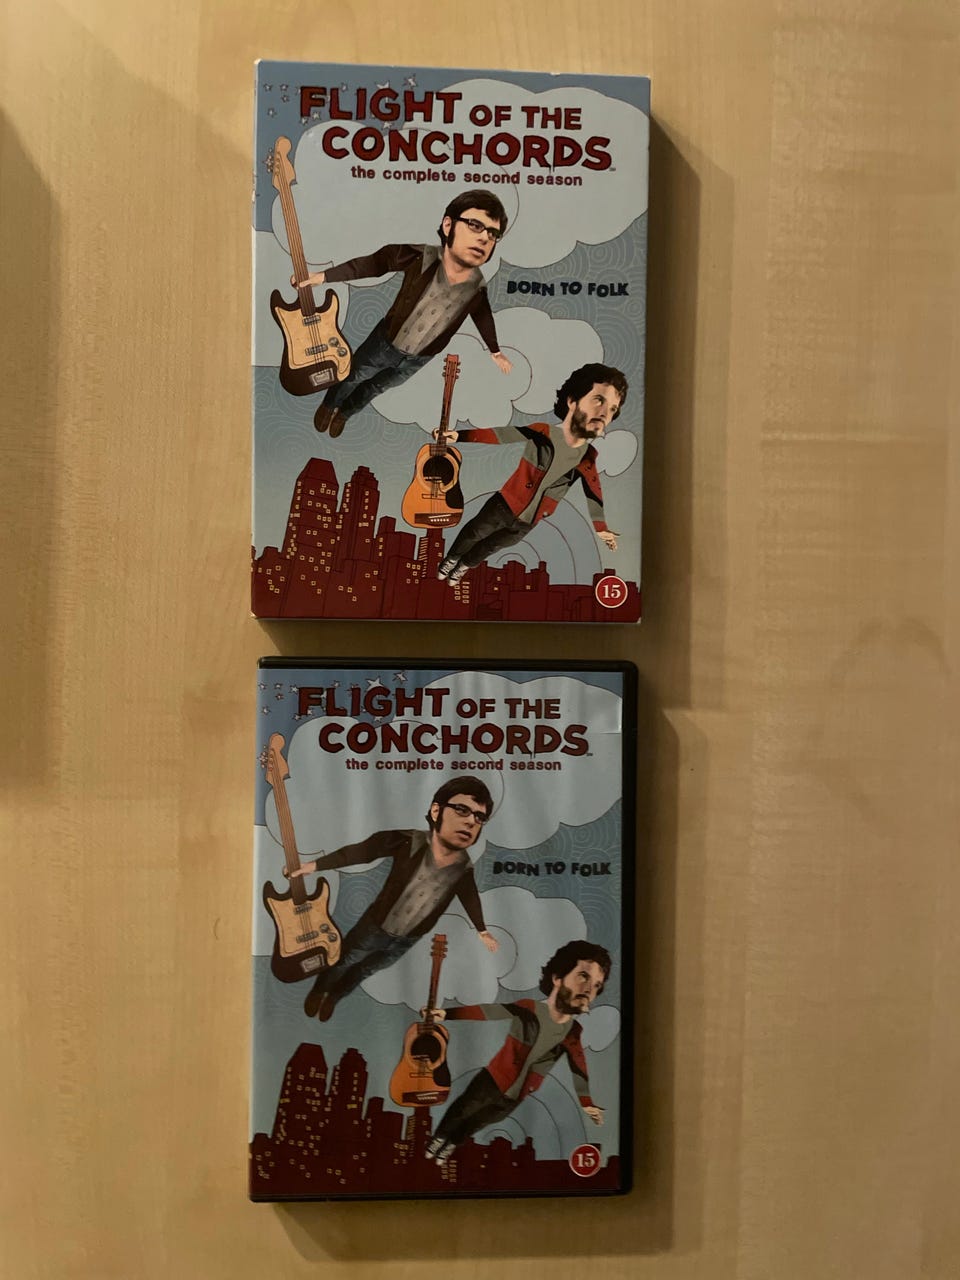 FLIGHT OF THE
CONCHORDS
the complete second season
BORN TO FOLK
15
FLIGHT OF THE
CONCHORDS
the complete second season
BORN TO FOLK
15